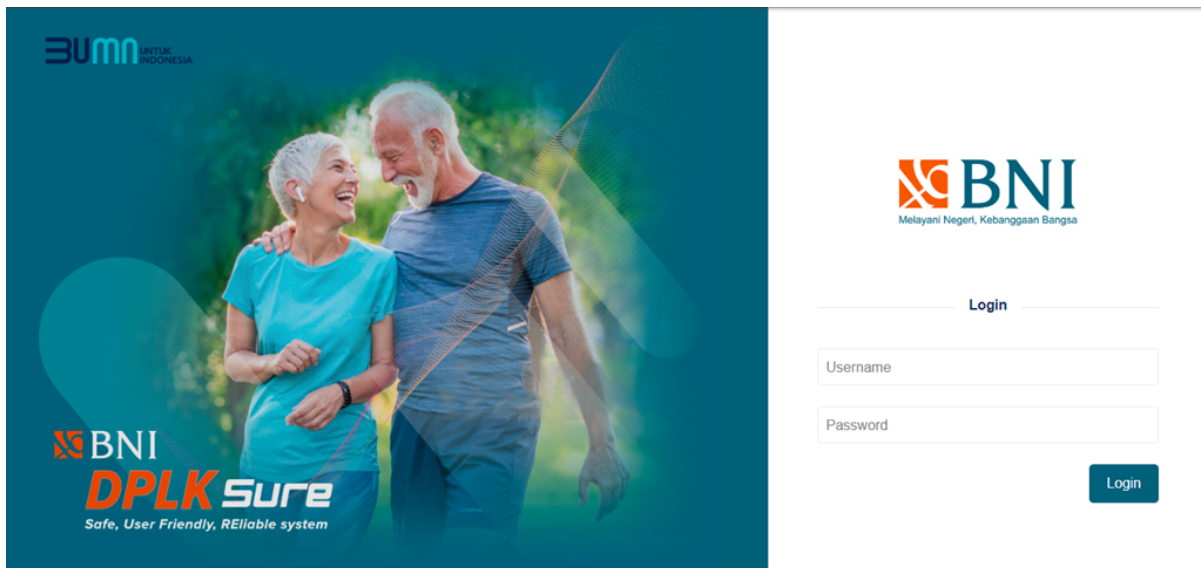 BUMN UNTUK
INDONESIA
BNI
DPLK Sure
Safe, User Friendly, REliable system
BNI
Melayani Negeri, Kebanggaan Bangsa
Login
Username
Password
Login